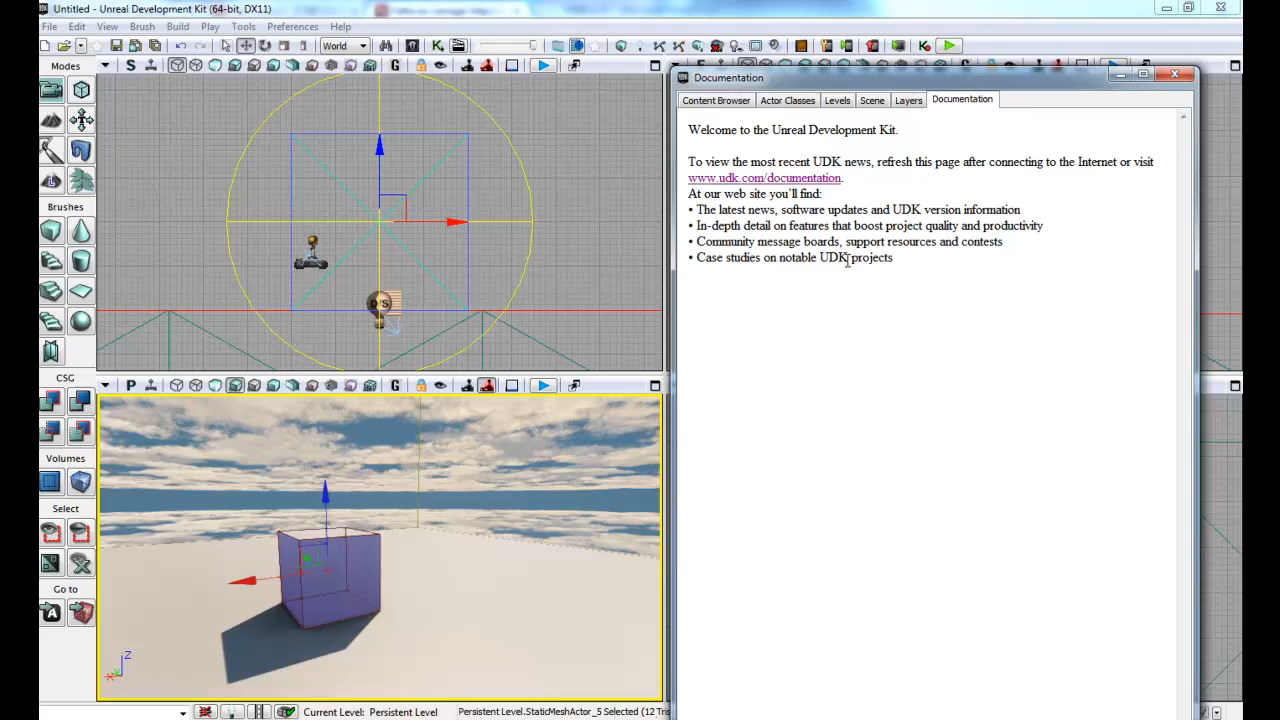 Untitled - Unreal Development Kit (64-bit, DX11)
File Edit View Brush Build Play Tools Preferences Help
World
Modes
Brushes
CSG
Volumes
Select
Go to
S
G
P
G
D/S
Z
Documentation
Content Browser Actor Classes Levels Scene Layers Documentation
Welcome to the Unreal Development Kit.
To view the most recent UDK news, refresh this page after connecting to the Internet or visit
www.udk.com/documentation.
At our web site you'll find:
• The latest news, software updates and UDK version information
• In-depth detail on features that boost project quality and productivity
• Community message boards, support resources and contests
• Case studies on notable UDK projects
Current Level: Persistent Level Persistent Level.StaticMeshActor_5 Selected (12 Tris